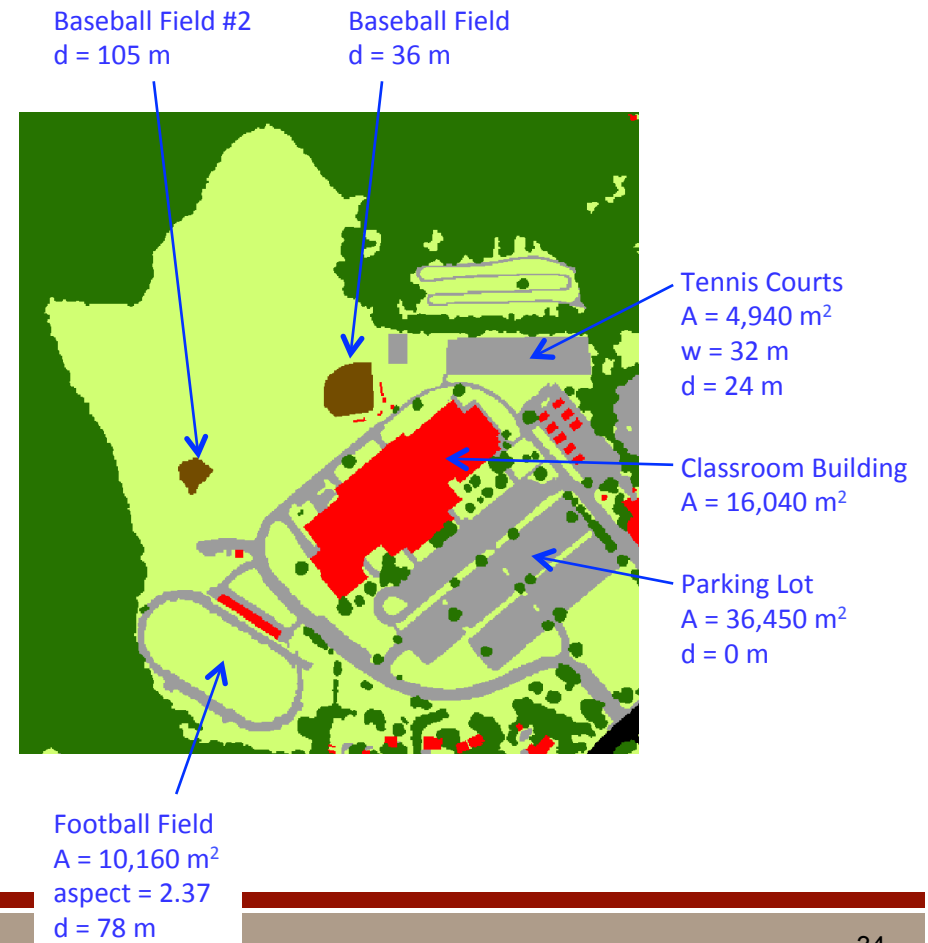 Baseball Field #2
d = 105 m
Baseball Field
d = 36 m
Tennis Courts
A = 4,940 m²
w = 32 m
d = 24 m
Classroom Building
A = 16,040 m²
Parking Lot
A = 36,450 m²
d = 0 m
Football Field
A = 10,160 m²
aspect = 2.37
d = 78 m